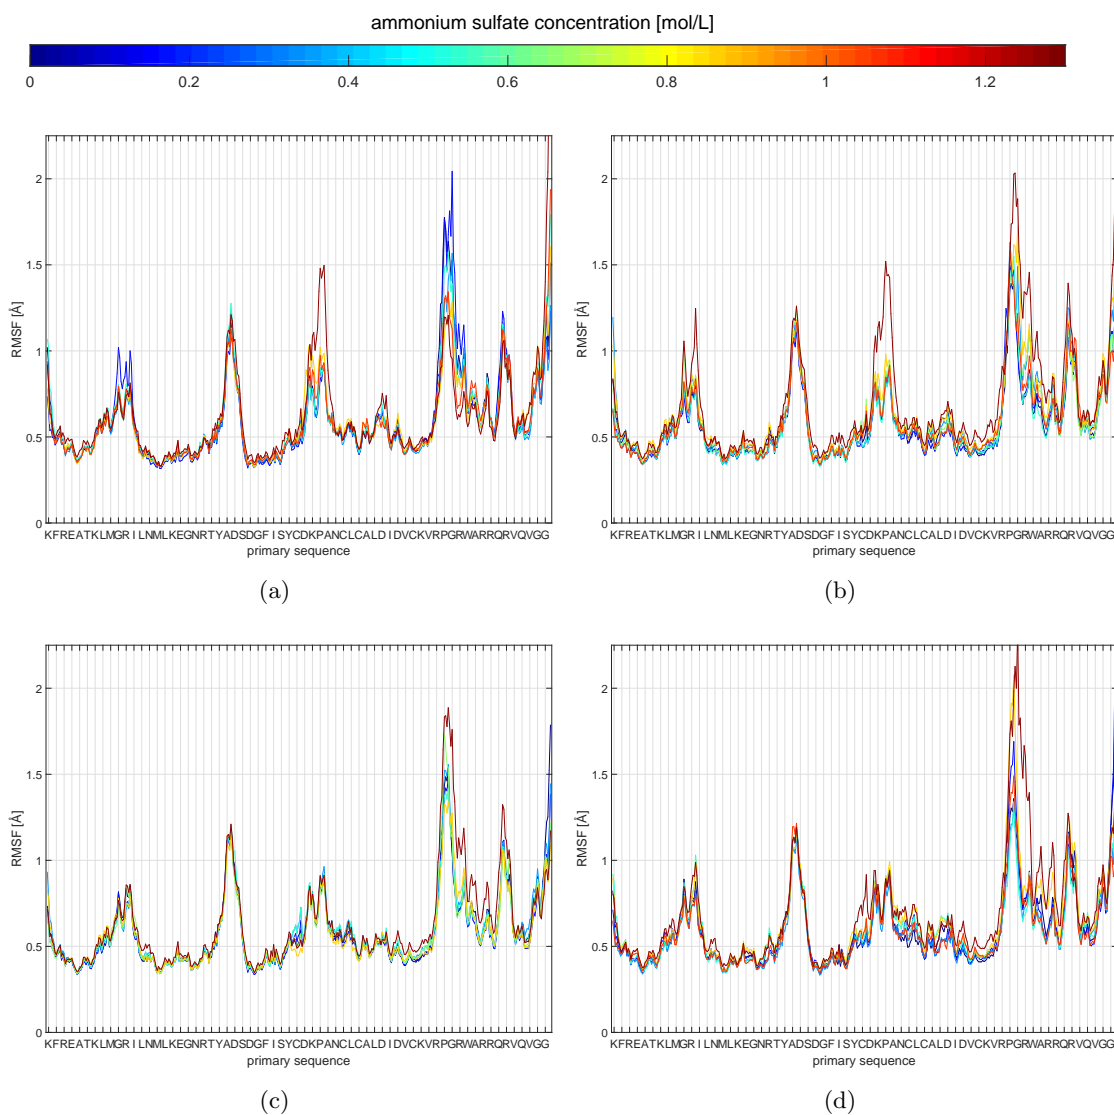 ammonium sulfate concentration [mol/L]
0 0.2 0.4 0.6 0.8 1 1.2
2
1.5
1
0.5
0
RMSF [Å]
KFREATKLMGRILNMLKEGNRTYADSDGFISYCDKPANCLCALDIDVCKVRPGRWARRQRVQVGG
primary sequence
(a)
2
1.5
1
0.5
0
RMSF [Å]
KFREATKLMGRILNMLKEGNRTYADSDGFISYCDKPANCLCALDIDVCKVRPGRWARRQRVQVGG
primary sequence
(b)
2
1.5
1
0.5
0
RMSF [Å]
KFREATKLMGRILNMLKEGNRTYADSDGFISYCDKPANCLCALDIDVCKVRPGRWARRQRVQVGG
primary sequence
(c)
2
1.5
1
0.5
0
RMSF [Å]
KFREATKLMGRILNMLKEGNRTYADSDGFISYCDKPANCLCALDIDVCKVRPGRWARRQRVQVGG
primary sequence
(d)